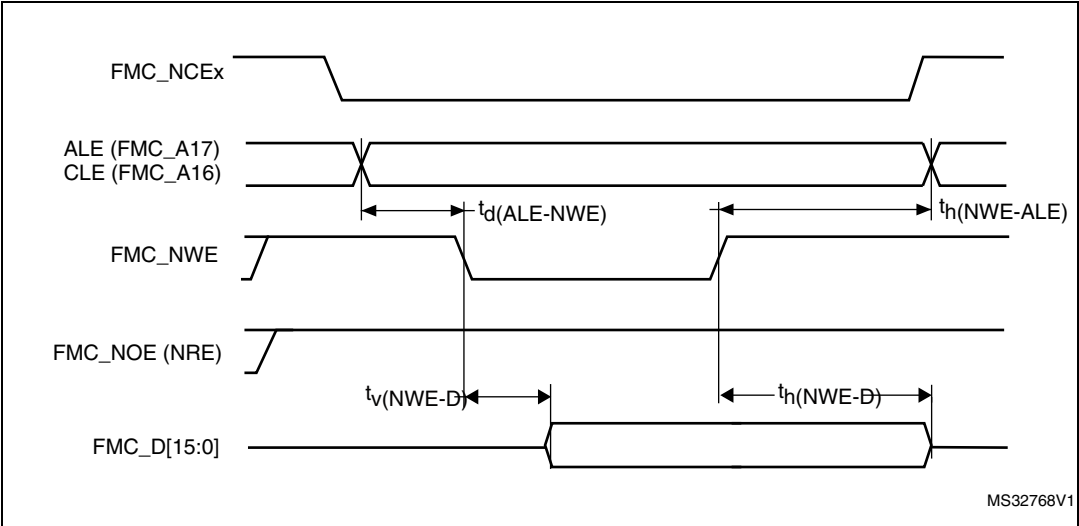 FMC_NCEx
ALE (FMC_A17)
CLE (FMC_A16)
td(ALE-NWE)
th(NWE-ALE)
FMC_NWE
FMC_NOE (NRE)
tv(NWE-D)
th(NWE-D)
FMC_D[15:0]
MS32768V1